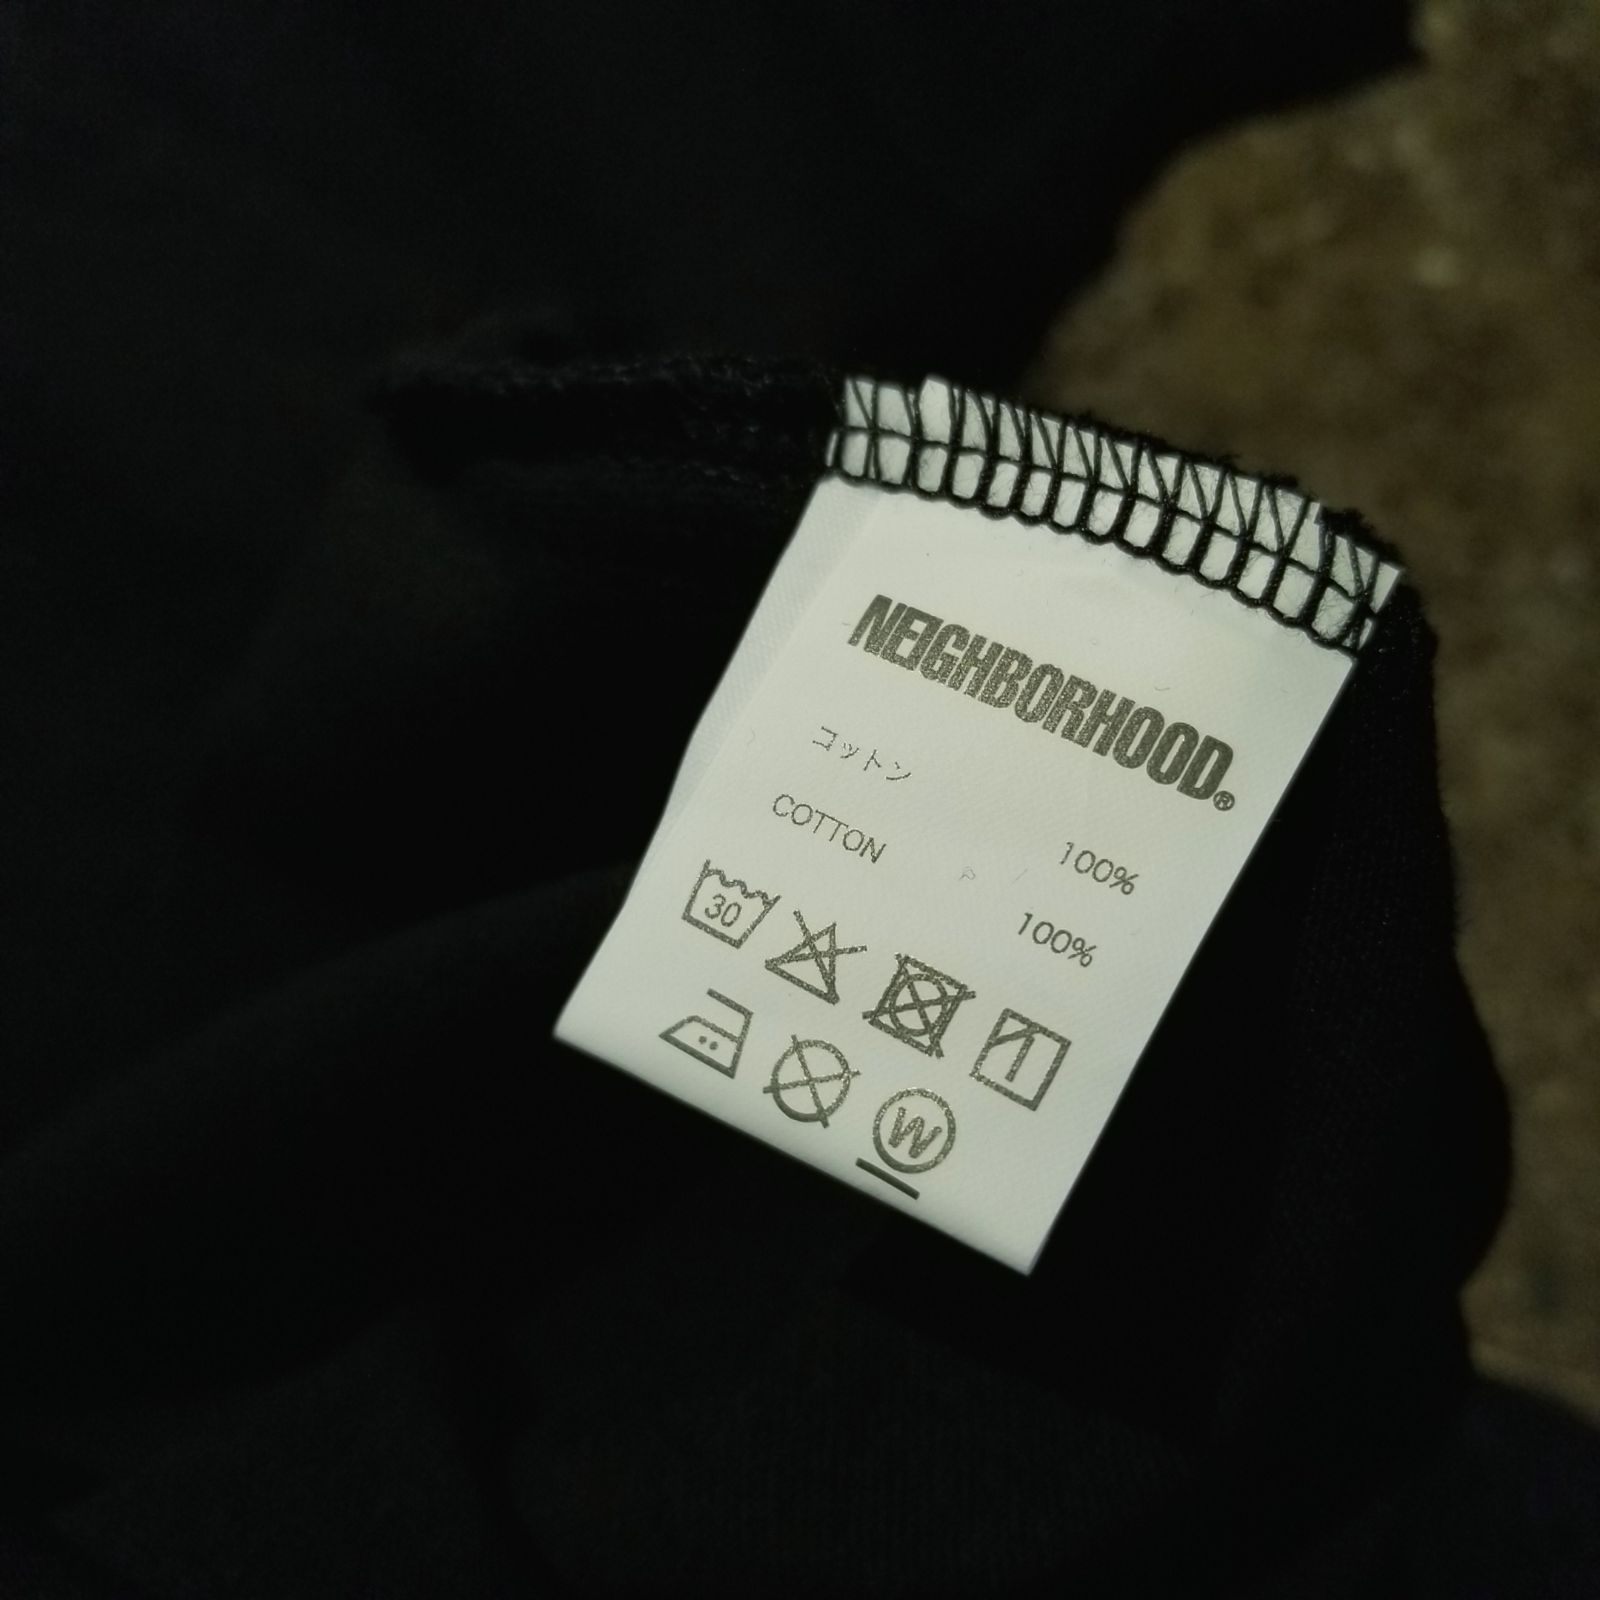 NEIGHBORHOOD®
コットン 100%
COTTON 100%
30
W